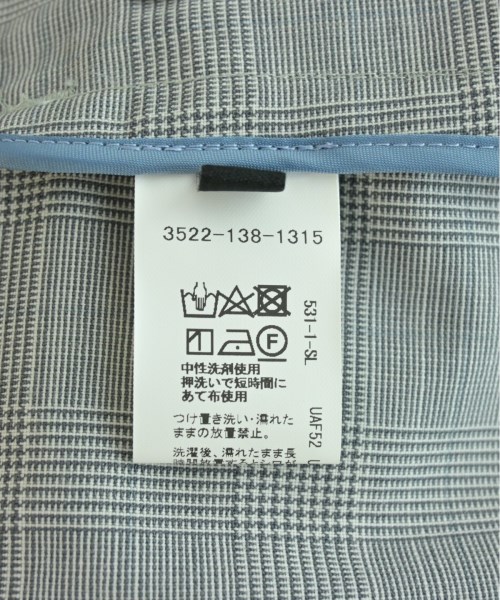 3522-138-1315
F
中性洗剤使用
押洗いで短時間に
あて布使用
つけ置き洗い・濡れた
ままの放置禁止。
洗濯後、濡れたまま長
531-1-SL
UAF52